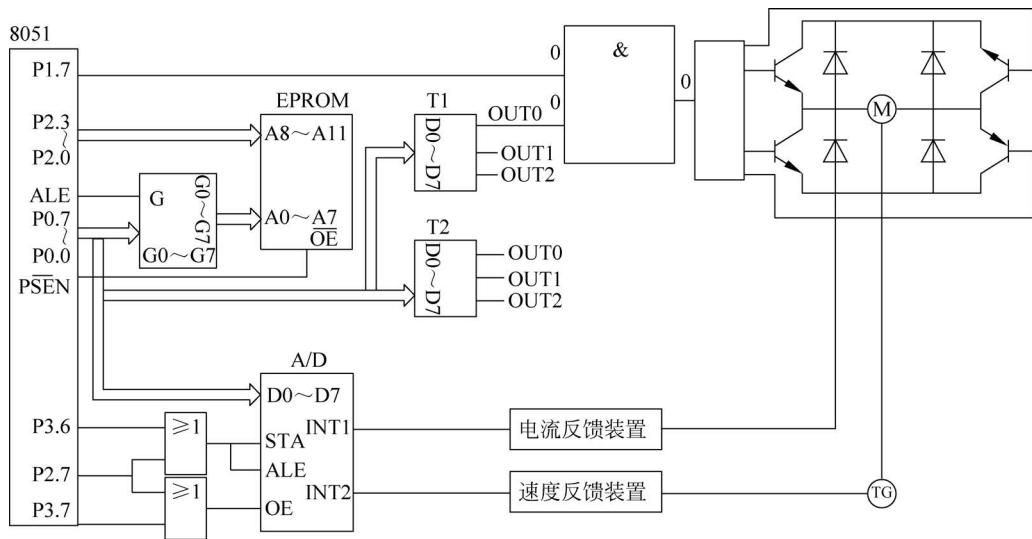 8051
P1.7
P2.3
~
P2.0
ALE
P0.7
~
P0.0
PSEN
P3.6
P2.7
P3.7
G
G0~G7
G0~G7
EPROM
A8~A11
A0~A7
OE
T1
D0~D7
OUT0
OUT1
OUT2
T2
D0~D7
OUT0
OUT1
OUT2
0
0
&
0
M
A/D
D0~D7
INT1
STA
ALE
INT2
OE
≥1
≥1
电流反馈装置
速度反馈装置
TG